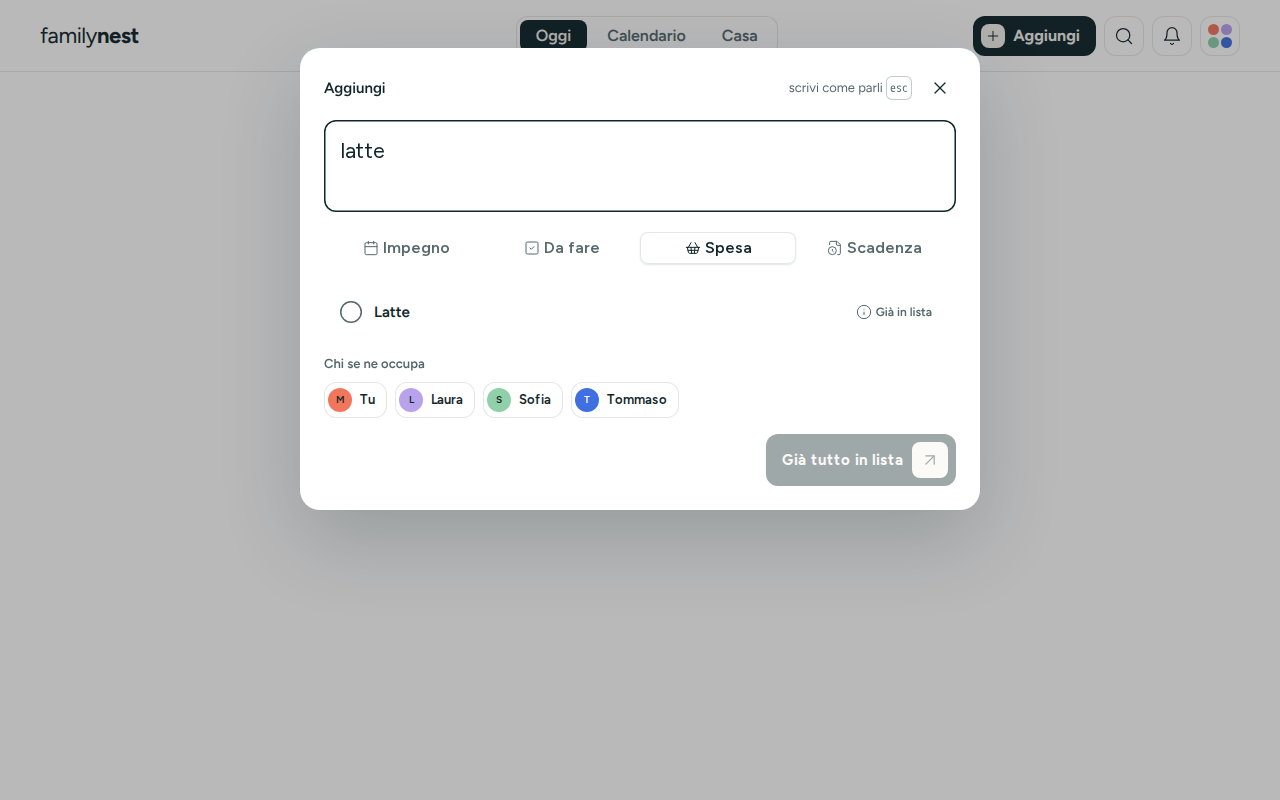 familynest
Oggi Calendario Casa
Aggiungi
Aggiungi
scrivi come parli esc
latte
Impegno Da fare Spesa Scadenza
Latte Già in lista
Chi se ne occupa
M Tu L Laura S Sofia T Tommaso
Già tutto in lista